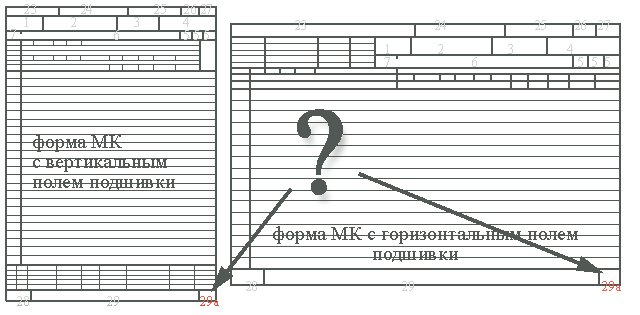 23 24 25 26 27
1 2 3 4
7 6 5 5 5
форма МК
с вертикальным
полем подшивки
28 29 29а
?
23 24 25 26 27
1 2 3 4
7 6 5 5 5
форма МК с горизонтальным полем
подшивки
28 29 29а